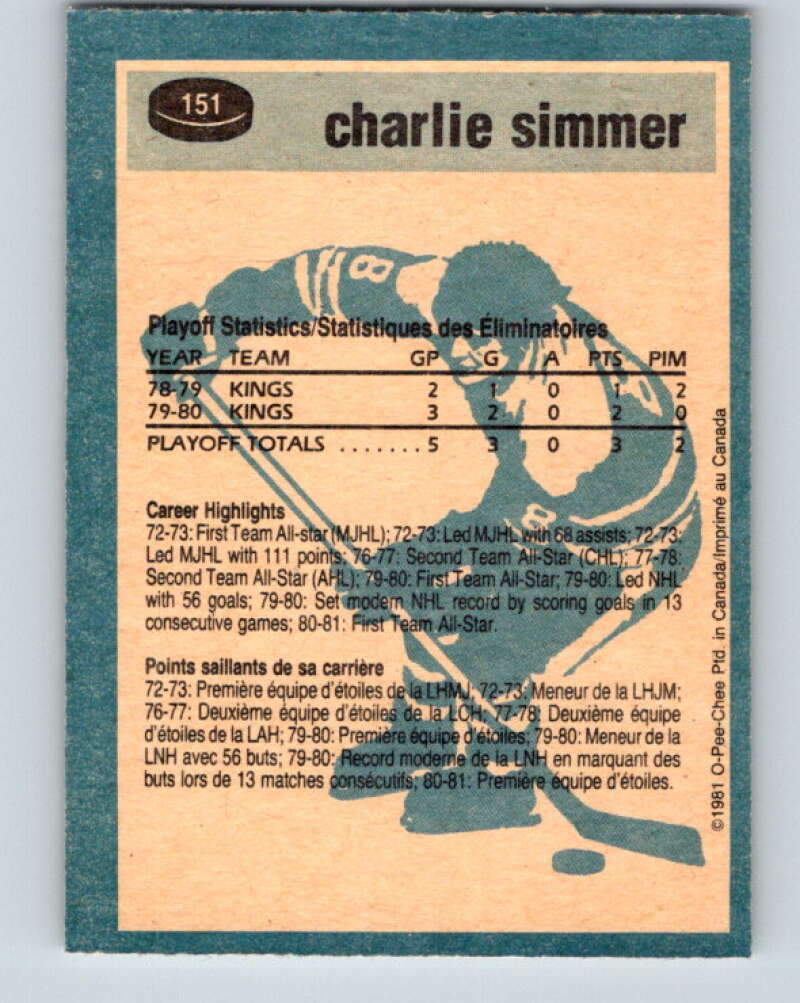 151
charlie simmer
8
Playoff Statistics/Statistiques des Éliminatoires
YEAR TEAM GP G A PTS PIM
78-79 KINGS 2 1 0 1 2
79-80 KINGS 3 2 0 2 0
PLAYOFF TOTALS ....... 5 3 0 3 2
8
Career Highlights
72-73: First Team All-star (MJHL); 72-73: Led MJHL with 68 assists; 72-73:
Led MJHL with 111 points; 76-77: Second Team All-Star (CHL); 77-78:
Second Team All-Star (AHL); 79-80: First Team All-Star; 79-80: Led NHL
with 56 goals; 79-80: Set modern NHL record by scoring goals in 13
consecutive games; 80-81: First Team All-Star.
Points saillants de sa carrière
72-73: Première équipe d'étoiles de la LHMJ; 72-73: Meneur de la LHJM;
76-77: Deuxième équipe d'étoiles de la LCH; 77-78: Deuxième équipe
d'étoiles de la LAH; 79-80: Première équipe d'étoiles; 79-80: Meneur de la
LNH avec 56 buts; 79-80: Record moderne de la LNH en marquant des
buts lors de 13 matches consécutifs; 80-81: Première équipe d'étoiles.
©1981 O-Pee-Chee Ptd. in Canada/Imprimé au Canada